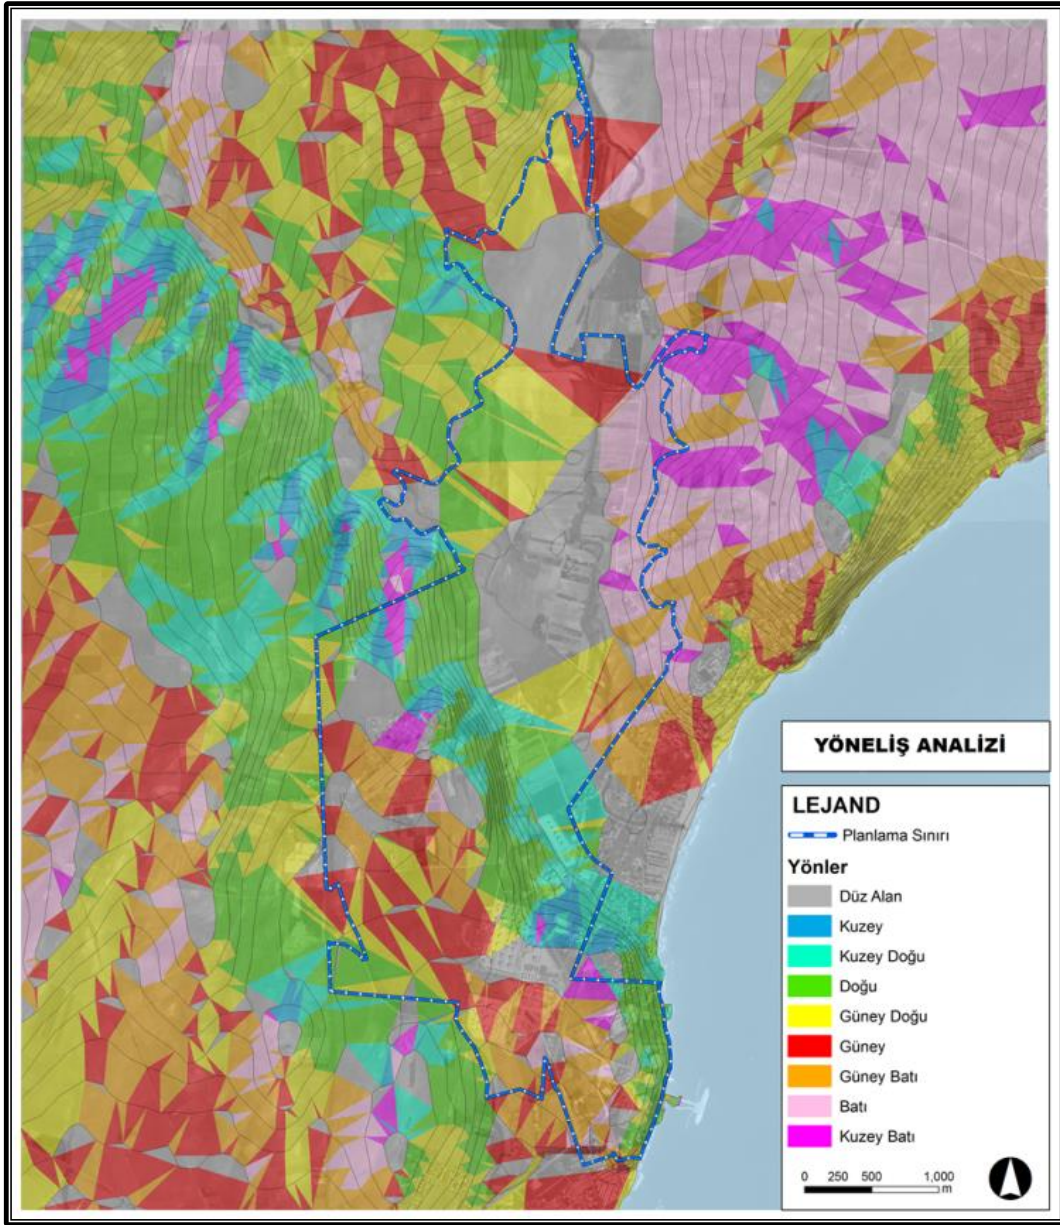 YÖNELİŞ ANALİZİ
LEJAND
Planlama Sınırı
Yönler
Düz Alan
Kuzey
Kuzey Doğu
Doğu
Güney Doğu
Güney
Güney Batı
Batı
Kuzey Batı
0 250 500 1,000
m